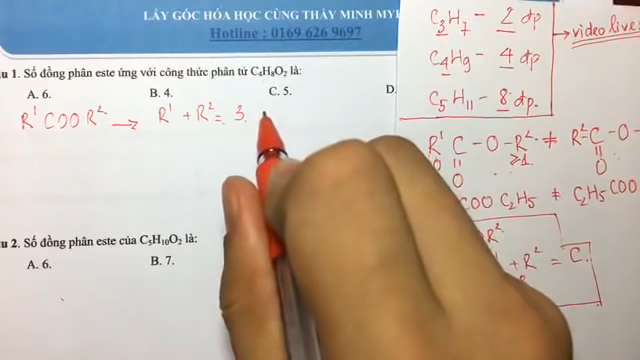 LẤY GỐC HÓA HỌC CÙNG THẦY MINH
Hotline : 0169 626 9697
u 1. Số đồng phân este ứng với công thức phân tử C₄H₈O₂ là:
A. 6. B. 4. C. 5. D.
R¹COOR² → R¹ + R² = 3.
u 2. Số đồng phân este của C₅H₁₀O₂ là:
A. 6. B. 7.
C₃H₇ – 2 đp
C₄H₉ – 4 đp
C₅H₁₁ – 8 đp.
→ video live
R¹ C – O – R² ≠ R² – C – O
O ≥1 O
COO C₂H₅ ≠ C₂H₅ COO
R²
+ R² = C.